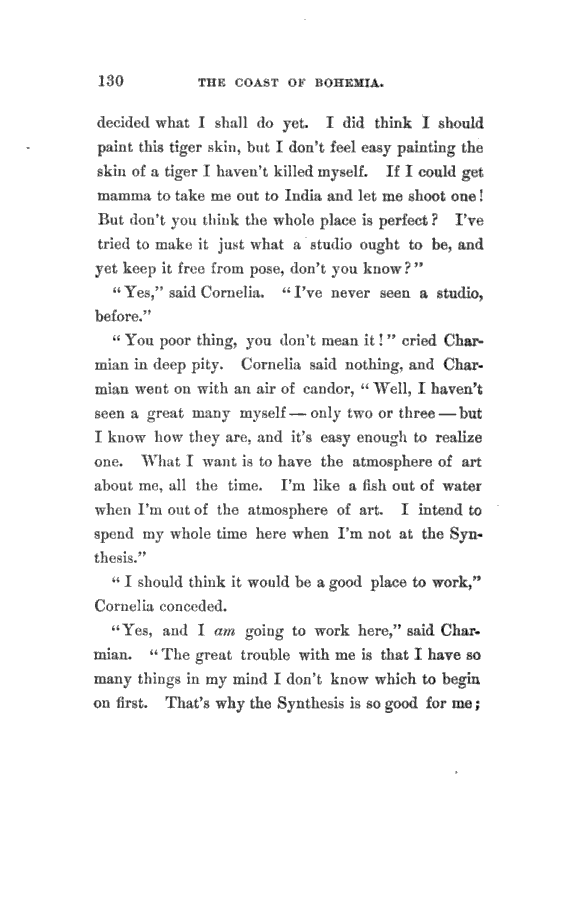 130 THE COAST OF BOHEMIA.
decided what I shall do yet. I did think I should
paint this tiger skin, but I don't feel easy painting the
skin of a tiger I haven't killed myself. If I could get
mamma to take me out to India and let me shoot one!
But don't you think the whole place is perfect? I've
tried to make it just what a studio ought to be, and
yet keep it free from pose, don't you know?"
"Yes," said Cornelia. "I've never seen a studio,
before."
"You poor thing, you don't mean it!" cried Char-
mian in deep pity. Cornelia said nothing, and Char-
mian went on with an air of candor, "Well, I haven't
seen a great many myself — only two or three — but
I know how they are, and it's easy enough to realize
one. What I want is to have the atmosphere of art
about me, all the time. I'm like a fish out of water
when I'm out of the atmosphere of art. I intend to
spend my whole time here when I'm not at the Syn-
thesis."
"I should think it would be a good place to work,"
Cornelia conceded.
"Yes, and I am going to work here," said Char-
mian. "The great trouble with me is that I have so
many things in my mind I don't know which to begin
on first. That's why the Synthesis is so good for me;